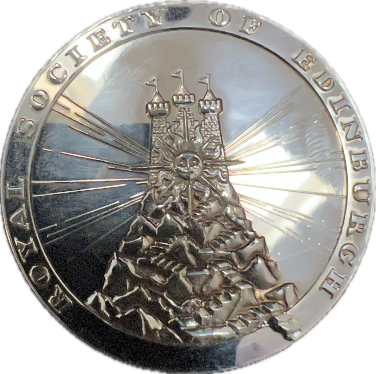 ROYAL SOCIETY OF EDINBURGH